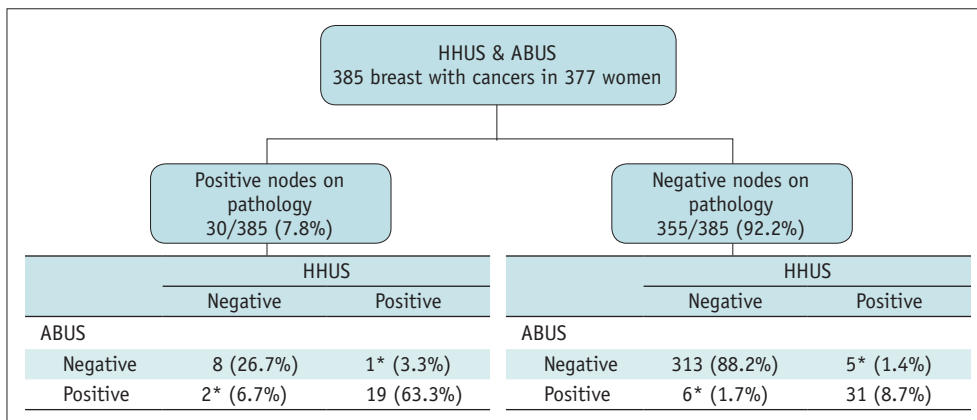 HHUS & ABUS
385 breast with cancers in 377 women
Positive nodes on
pathology
30/385 (7.8%)
Negative nodes on
pathology
355/385 (92.2%)
HHUS
Negative Positive
ABUS
Negative 8 (26.7%) 1* (3.3%)
Positive 2* (6.7%) 19 (63.3%)
HHUS
Negative Positive
ABUS
Negative 313 (88.2%) 5* (1.4%)
Positive 6* (1.7%) 31 (8.7%)